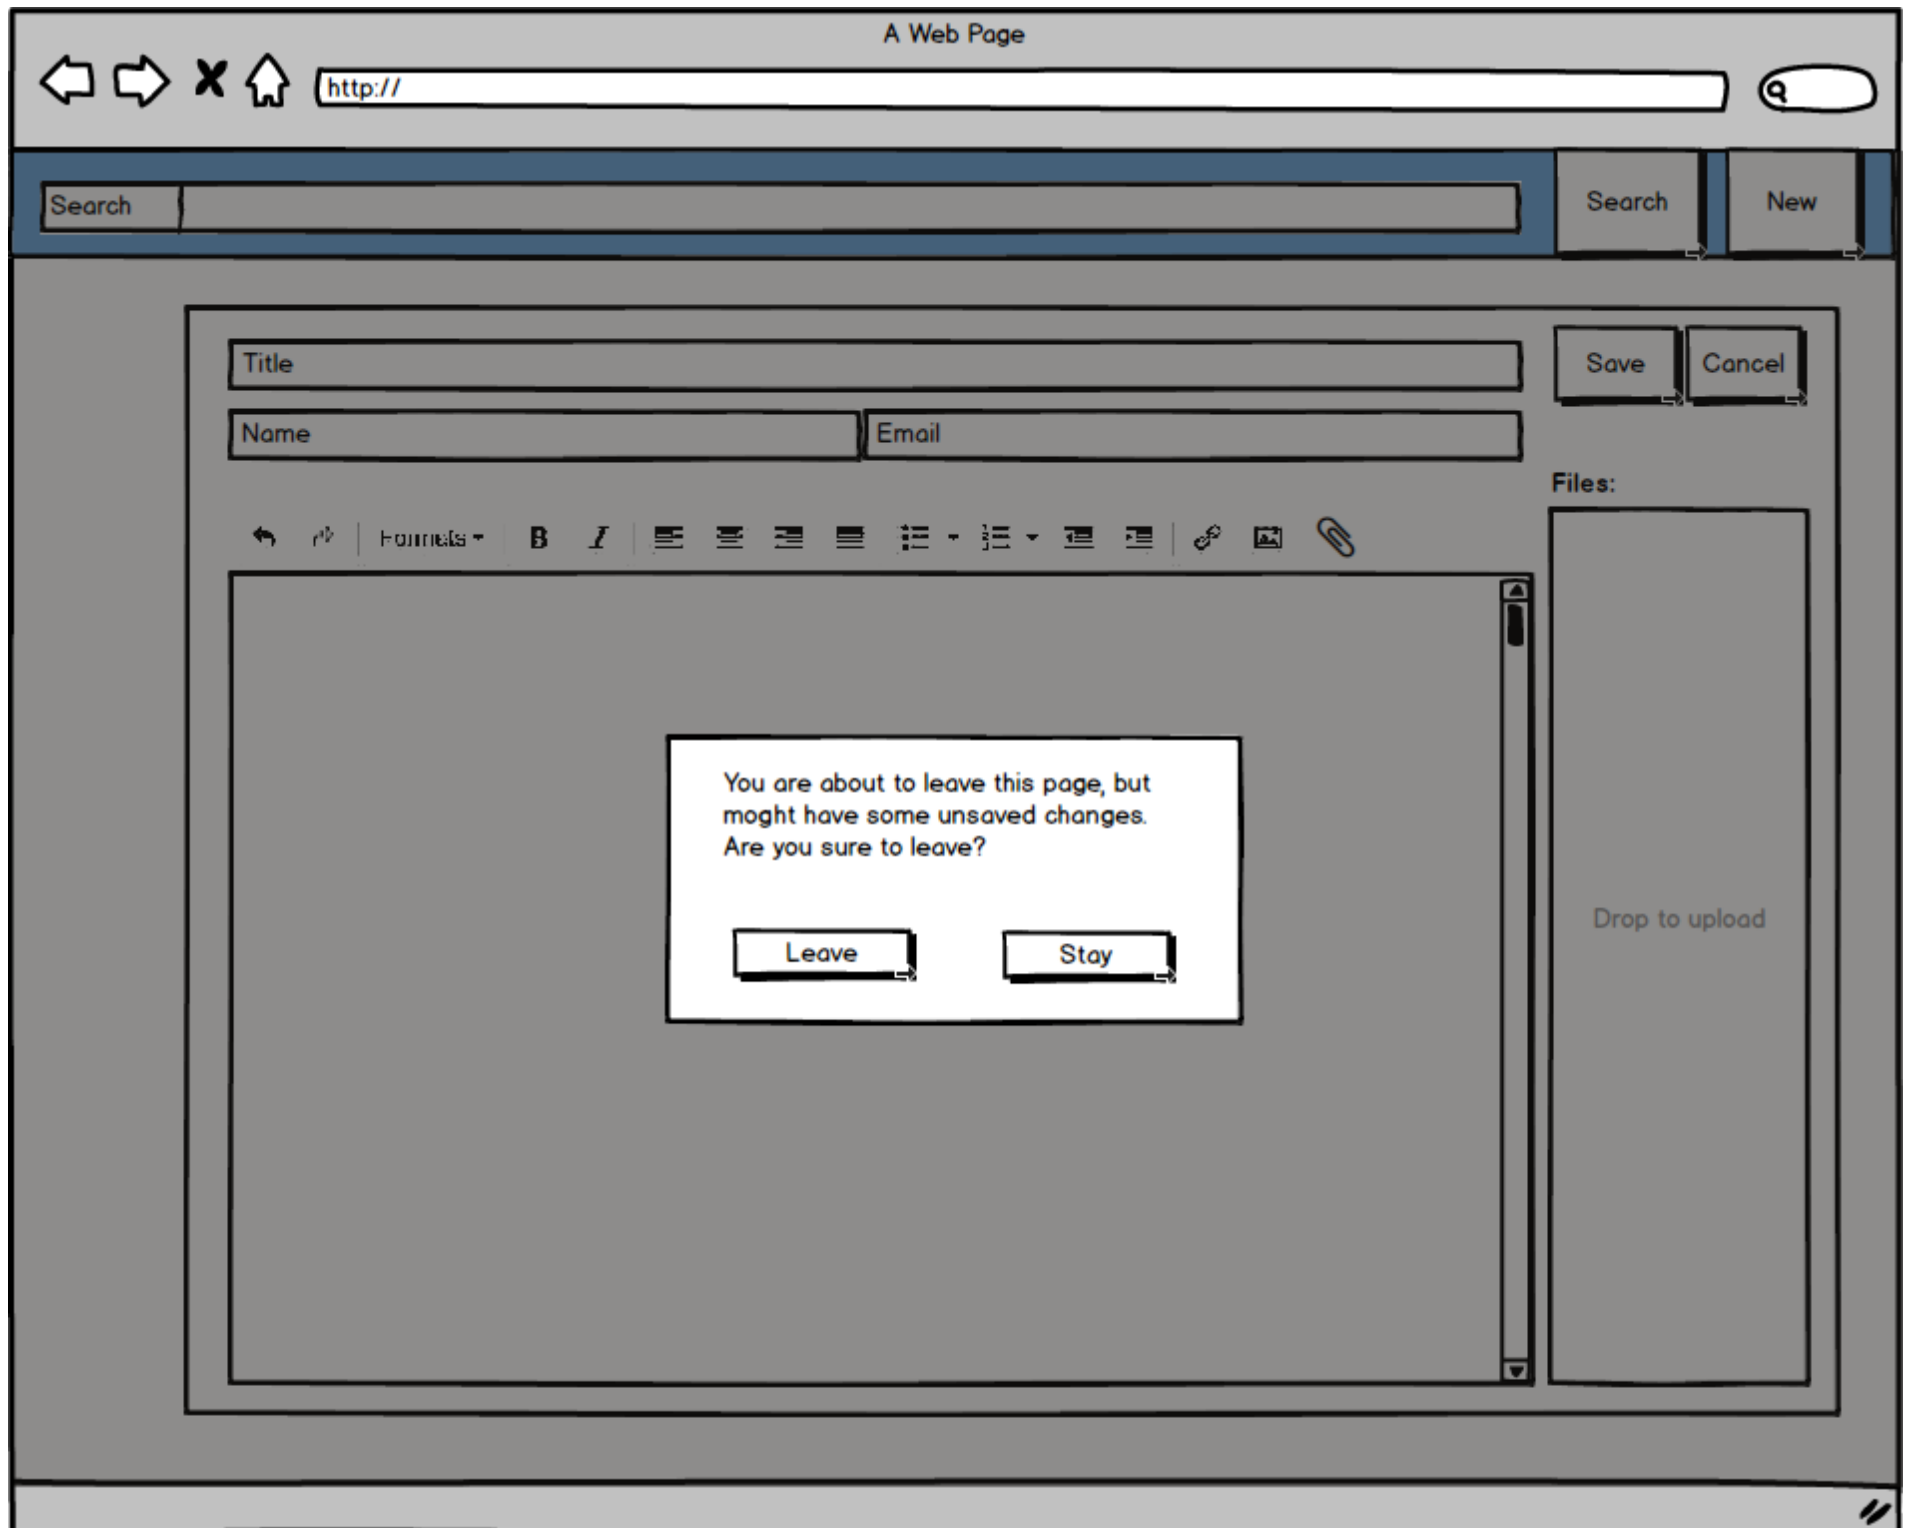 A Web Page
http://
Search
Search
New
Title
Save
Cancel
Name
Email
Files:
Formats
B I
You are about to leave this page, but
moght have some unsaved changes.
Are you sure to leave?
Drop to upload
Leave
Stay